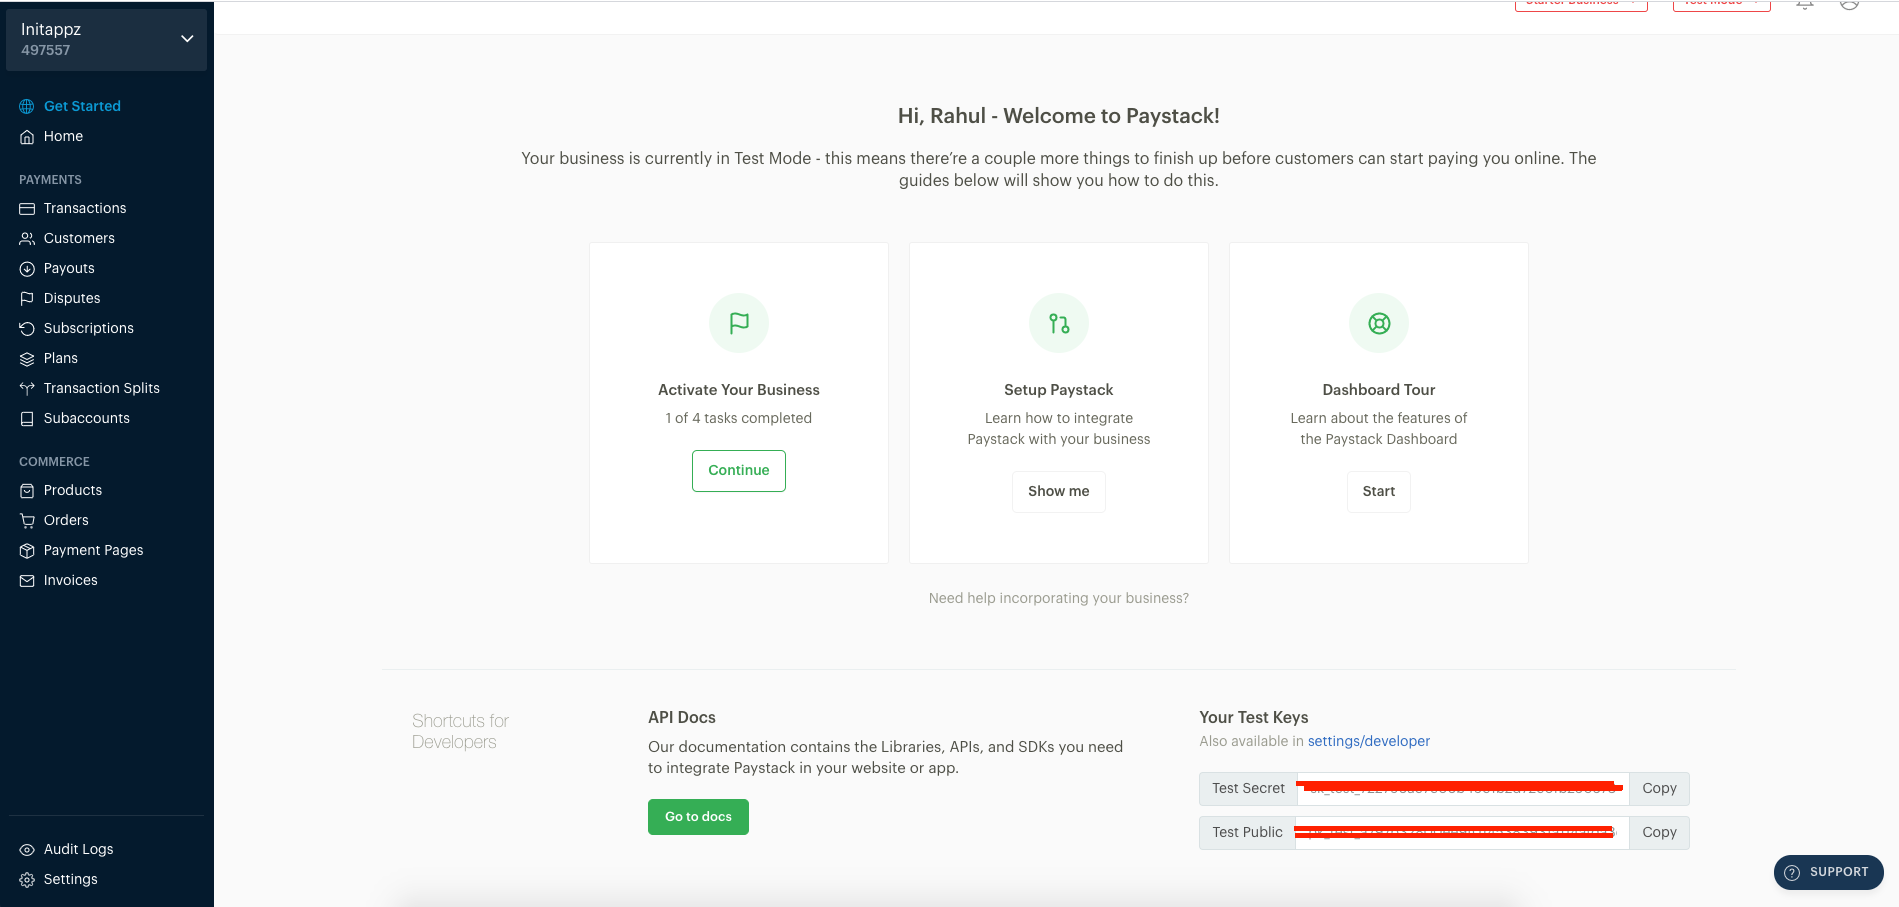 Initappz
497557
Get Started
Home
PAYMENTS
Transactions
Customers
Payouts
Disputes
Subscriptions
Plans
Transaction Splits
Subaccounts
COMMERCE
Products
Orders
Payment Pages
Invoices
Audit Logs
Settings
Starter Business
Test Mode
Hi, Rahul - Welcome to Paystack!
Your business is currently in Test Mode - this means there’re a couple more things to finish up before customers can start paying you online. The
guides below will show you how to do this.
Activate Your Business
1 of 4 tasks completed
Continue
Setup Paystack
Learn how to integrate
Paystack with your business
Show me
Dashboard Tour
Learn about the features of
the Paystack Dashboard
Start
Need help incorporating your business?
Shortcuts for
Developers
API Docs
Our documentation contains the Libraries, APIs, and SDKs you need
to integrate Paystack in your website or app.
Go to docs
Your Test Keys
Also available in settings/developer
Test Secret
Copy
Test Public
Copy
SUPPORT